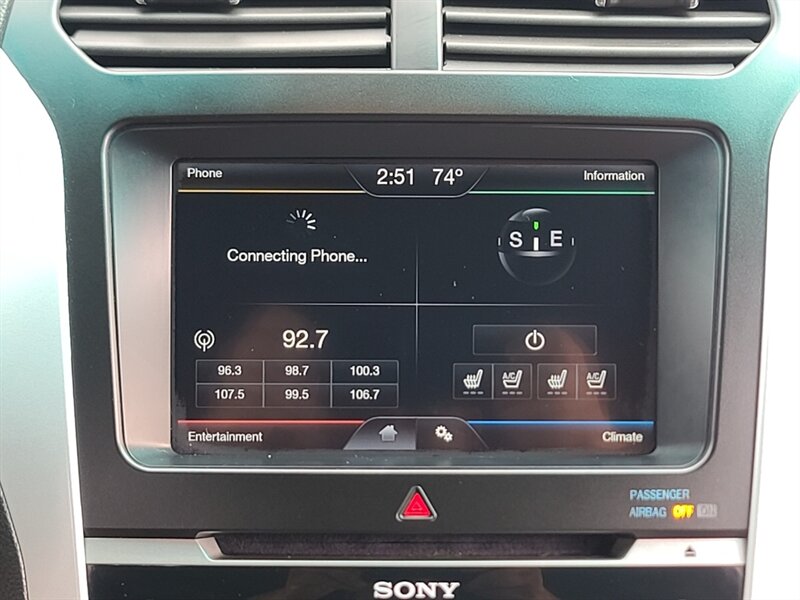 Phone 2:51 74° Information
Connecting Phone...
S E
92.7
96.3 98.7 100.3
107.5 99.5 106.7
A/C A/C
Entertainment Climate
PASSENGER
AIRBAG OFF ON
SONY